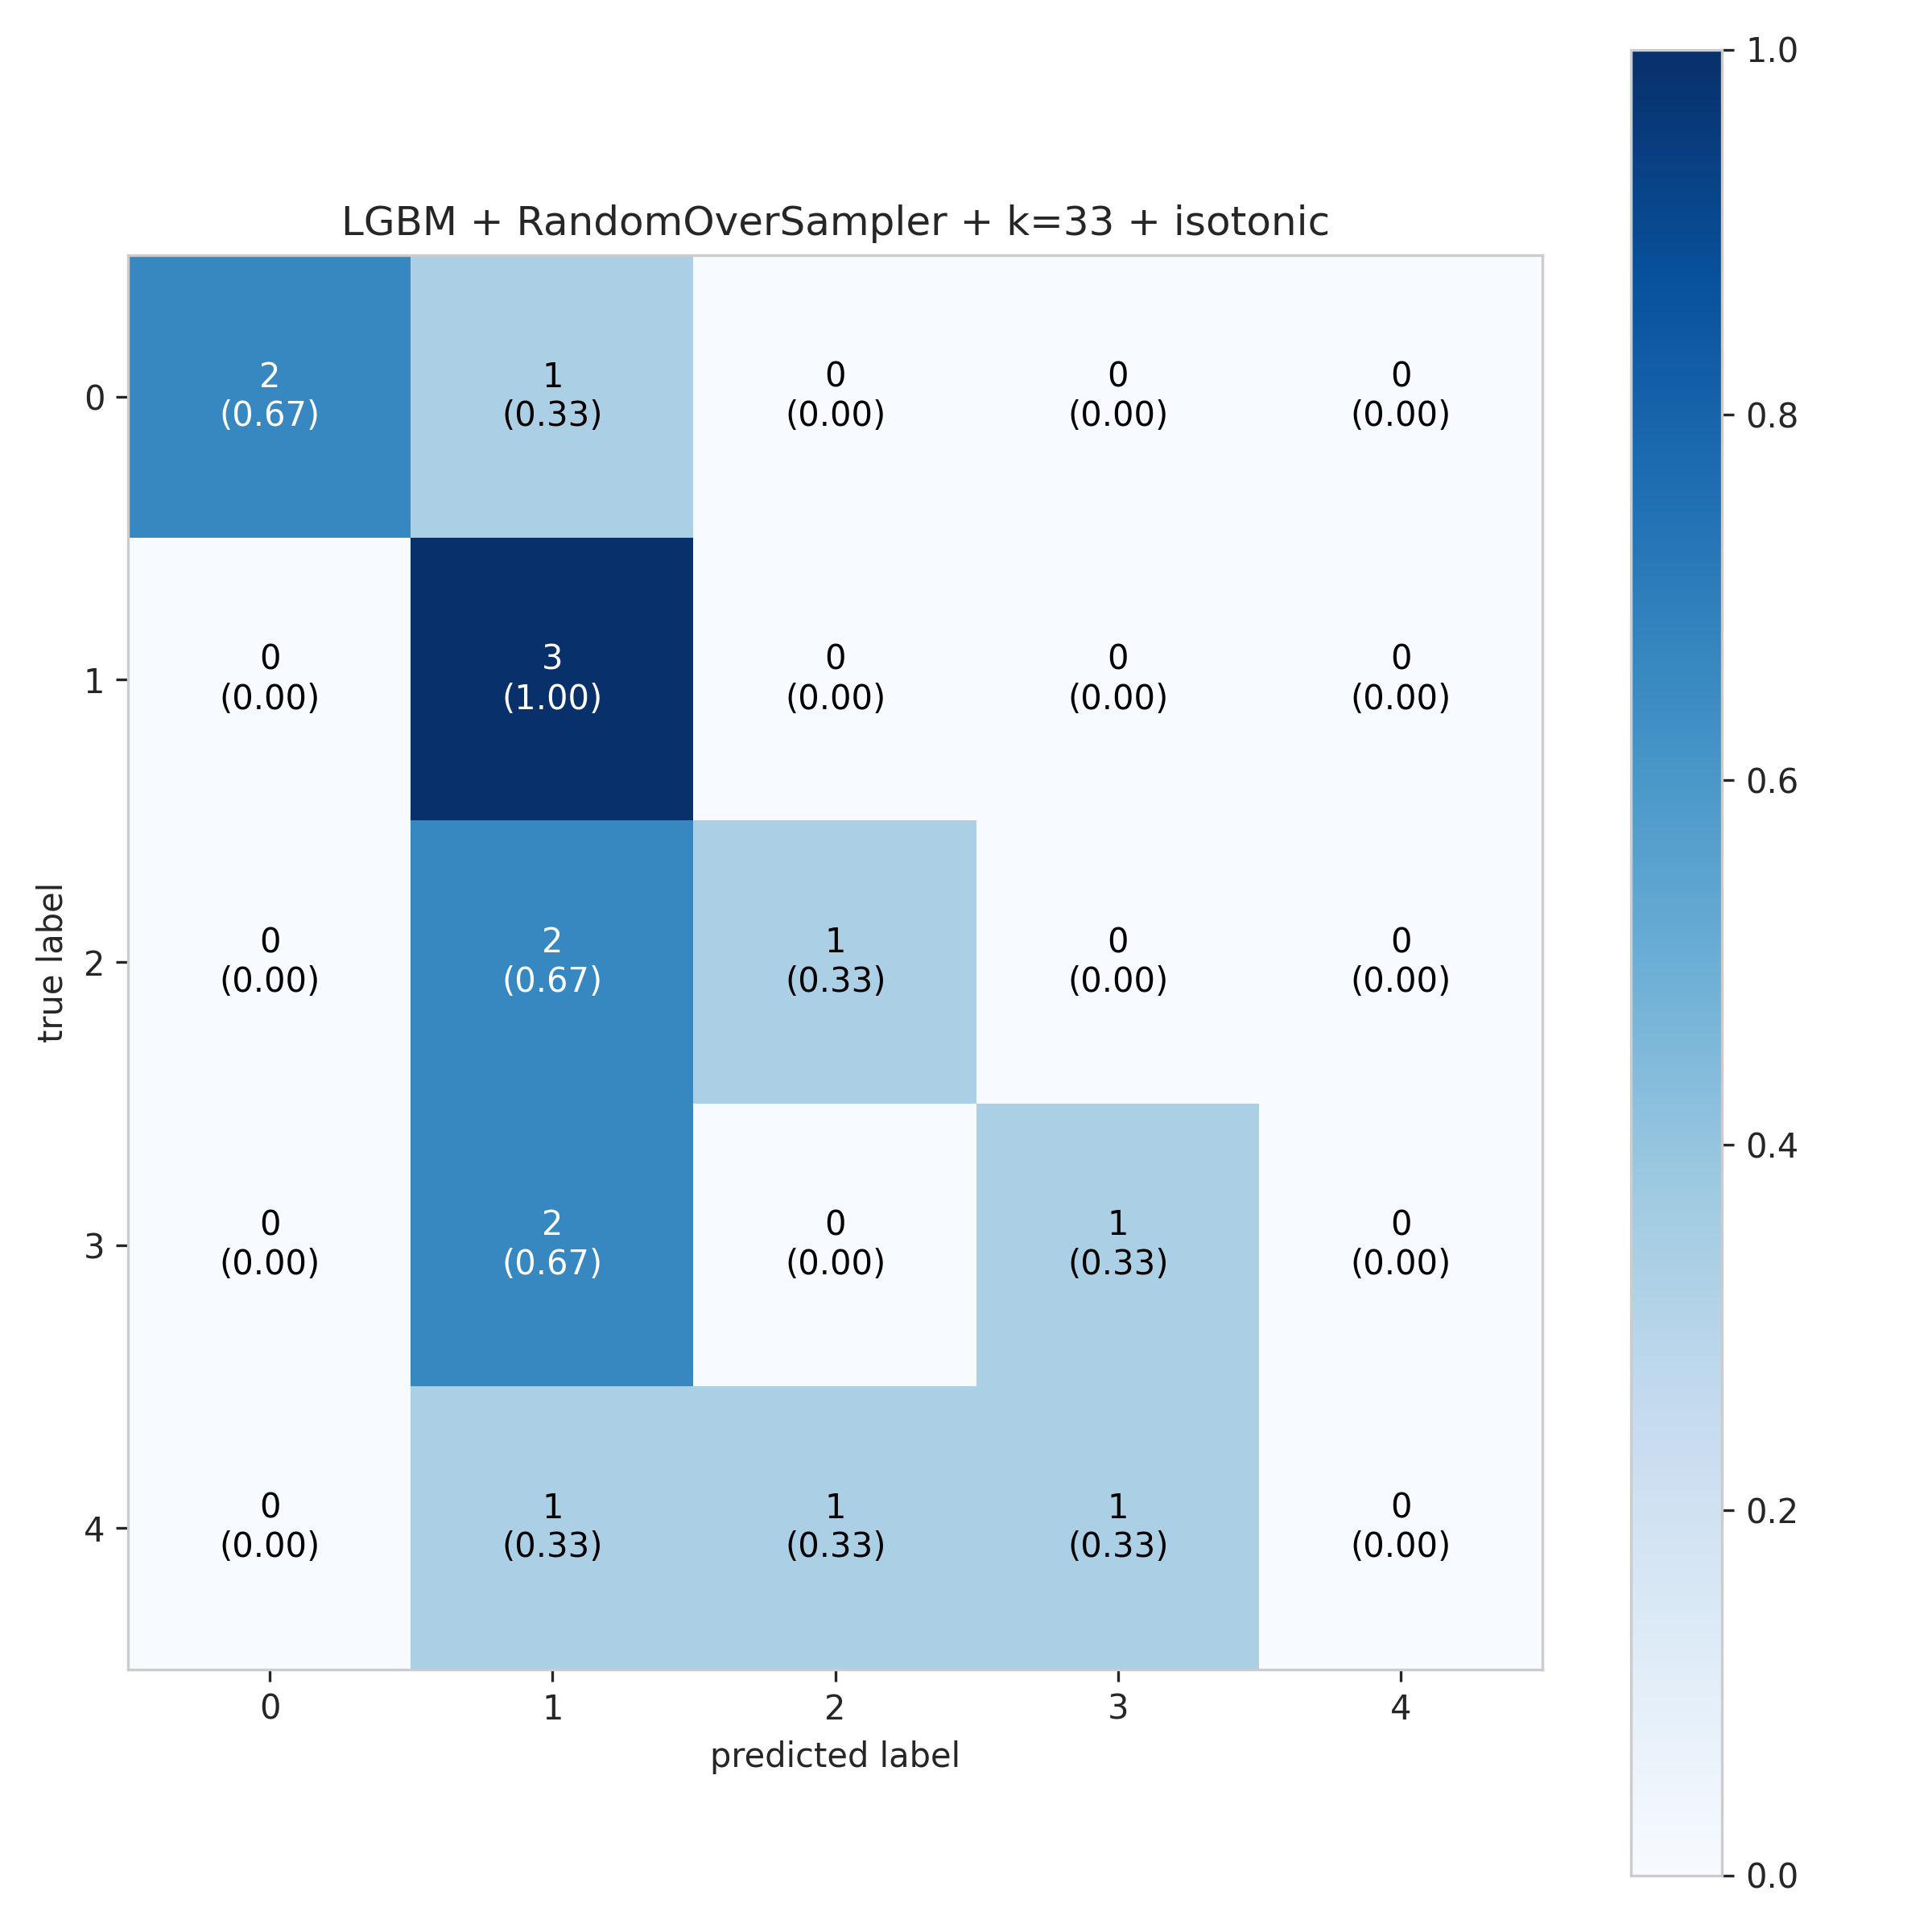 LGBM + RandomOverSampler + k=33 + isotonic
1.0
0.8
0.6
0.4
0.2
0.0
true label
0
2 1 0 0 0
(0.67) (0.33) (0.00) (0.00) (0.00)
1
0 3 0 0 0
(0.00) (1.00) (0.00) (0.00) (0.00)
2
0 2 1 0 0
(0.00) (0.67) (0.33) (0.00) (0.00)
3
0 2 0 1 0
(0.00) (0.67) (0.00) (0.33) (0.00)
4
0 1 1 1 0
(0.00) (0.33) (0.33) (0.33) (0.00)
0 1 2 3 4
predicted label